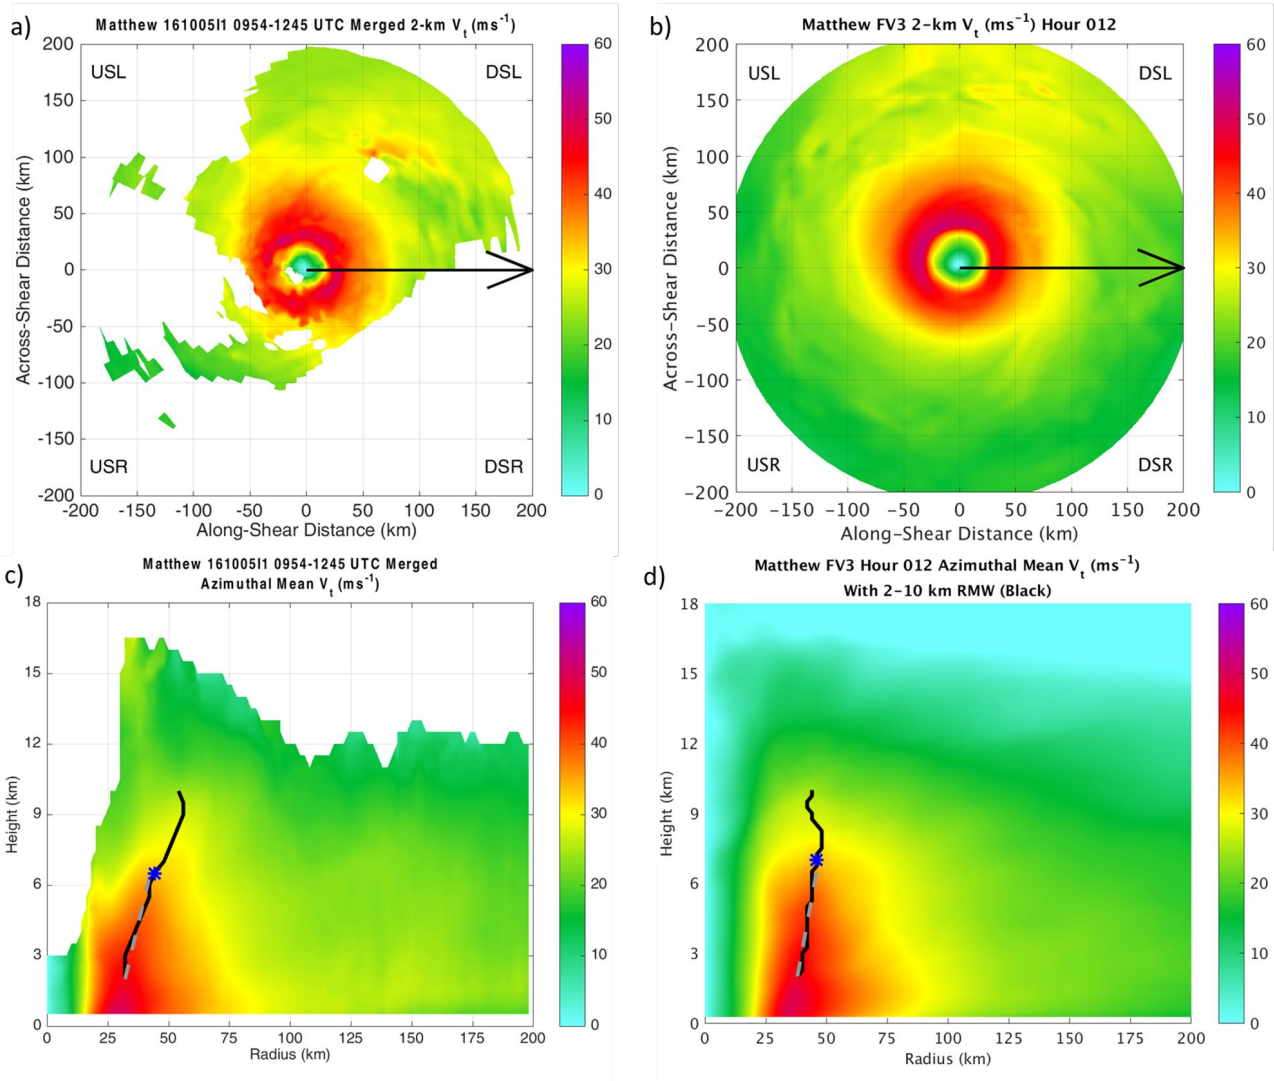 a)
Matthew 161005I1 0954-1245 UTC Merged 2-km Vt (ms-1)
USL
DSL
USR
DSR
200
150
100
50
0
-50
-100
-150
-200
-200 -150 -100 -50 0 50 100 150 200
Across-Shear Distance (km)
Along-Shear Distance (km)
60
50
40
30
20
10
0
b)
Matthew FV3 2-km Vt (ms-1) Hour 012
USL
DSL
USR
DSR
200
150
100
50
0
-50
-100
-150
-200
-200 -150 -100 -50 0 50 100 150 200
Across-Shear Distance (km)
Along-Shear Distance (km)
60
50
40
30
20
10
0
c)
Matthew 161005I1 0954-1245 UTC Merged
Azimuthal Mean Vt (ms-1)
18
15
12
9
6
3
0
0 25 50 75 100 125 150 175 200
Height (km)
Radius (km)
60
50
40
30
20
10
0
d)
Matthew FV3 Hour 012 Azimuthal Mean Vt (ms-1)
With 2-10 km RMW (Black)
18
15
12
9
6
3
0
0 25 50 75 100 125 150 175 200
Height (km)
Radius (km)
60
50
40
30
20
10
0